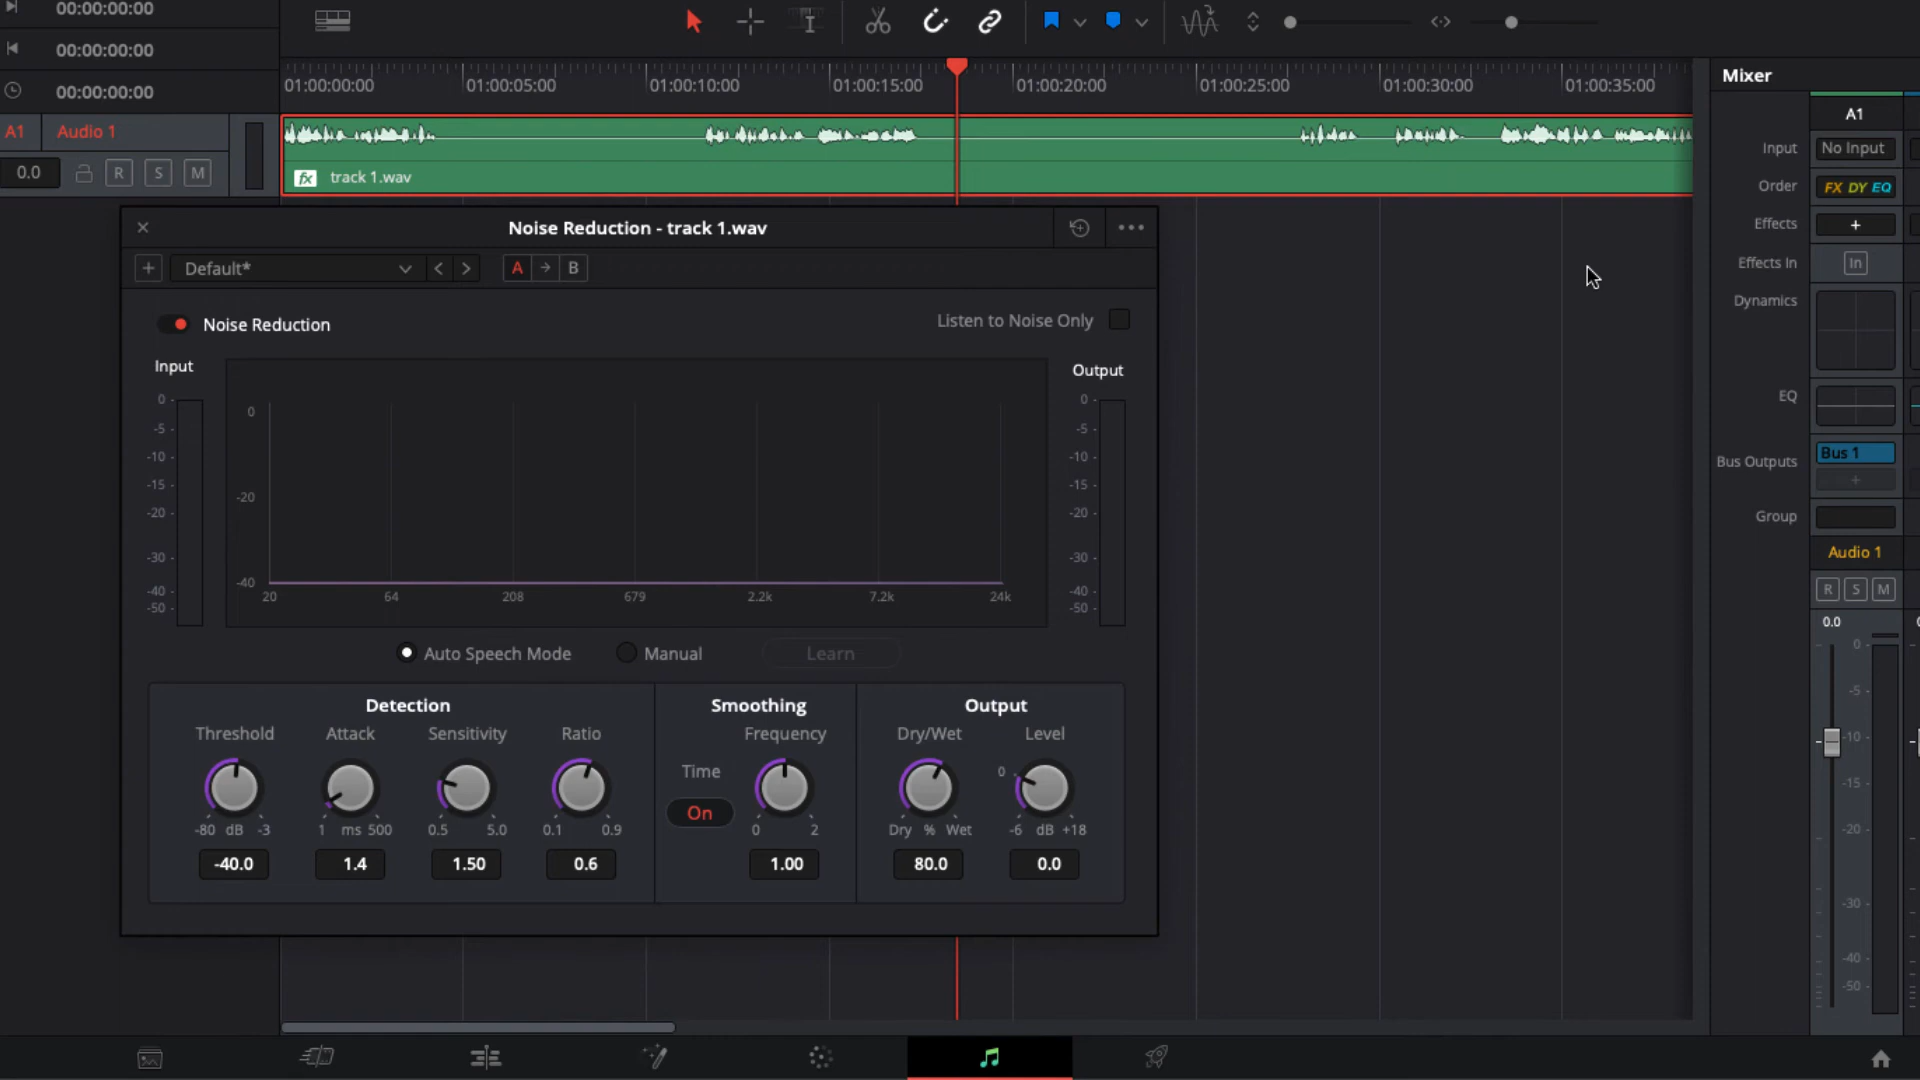 00:00:00:00
00:00:00:00
00:00:00:00
01:00:00:00 01:00:05:00 01:00:10:00 01:00:15:00 01:00:20:00 01:00:25:00 01:00:30:00 01:00:35:00
A1 Audio 1
0.0 R S M
fx track 1.wav
Noise Reduction - track 1.wav
Default*
A B
Noise Reduction
Listen to Noise Only
Input
Output
0 -5 -10 -15 -20 -30 -40 -50
0 -20 -40
20 64 208 679 2.2k 7.2k 24k
0 -5 -10 -15 -20 -30 -40 -50
Auto Speech Mode Manual Learn
Detection Smoothing Output
Threshold Attack Sensitivity Ratio Frequency Dry/Wet Level
Time
0
On
-80 dB -3 1 ms 500 0.5 5.0 0.1 0.9 0 2 Dry % Wet -6 dB +18
-40.0 1.4 1.50 0.6 1.00 80.0 0.0
Mixer
A1
Input No Input
Order FX DY EQ
Effects +
Effects In In
Dynamics
EQ
Bus Outputs Bus 1
+
Group
Audio 1
R S M
0.0
0
-5
-10
-15
-20
-30
-40
-50